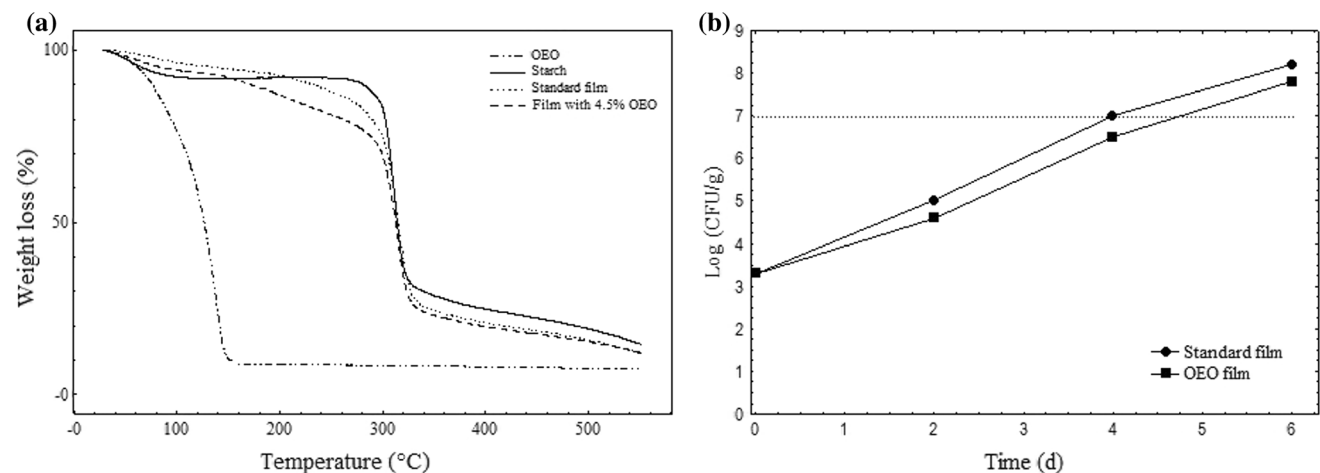 (a)
100
50
-0
Weight loss (%)
-0 100 200 300 400 500
Temperature (°C)
OEO
Starch
Standard film
Film with 4.5% OEO
(b)
9
8
7
6
5
4
3
2
1
0
Log (CFU/g)
0 1 2 3 4 5 6
Time (d)
Standard film
OEO film